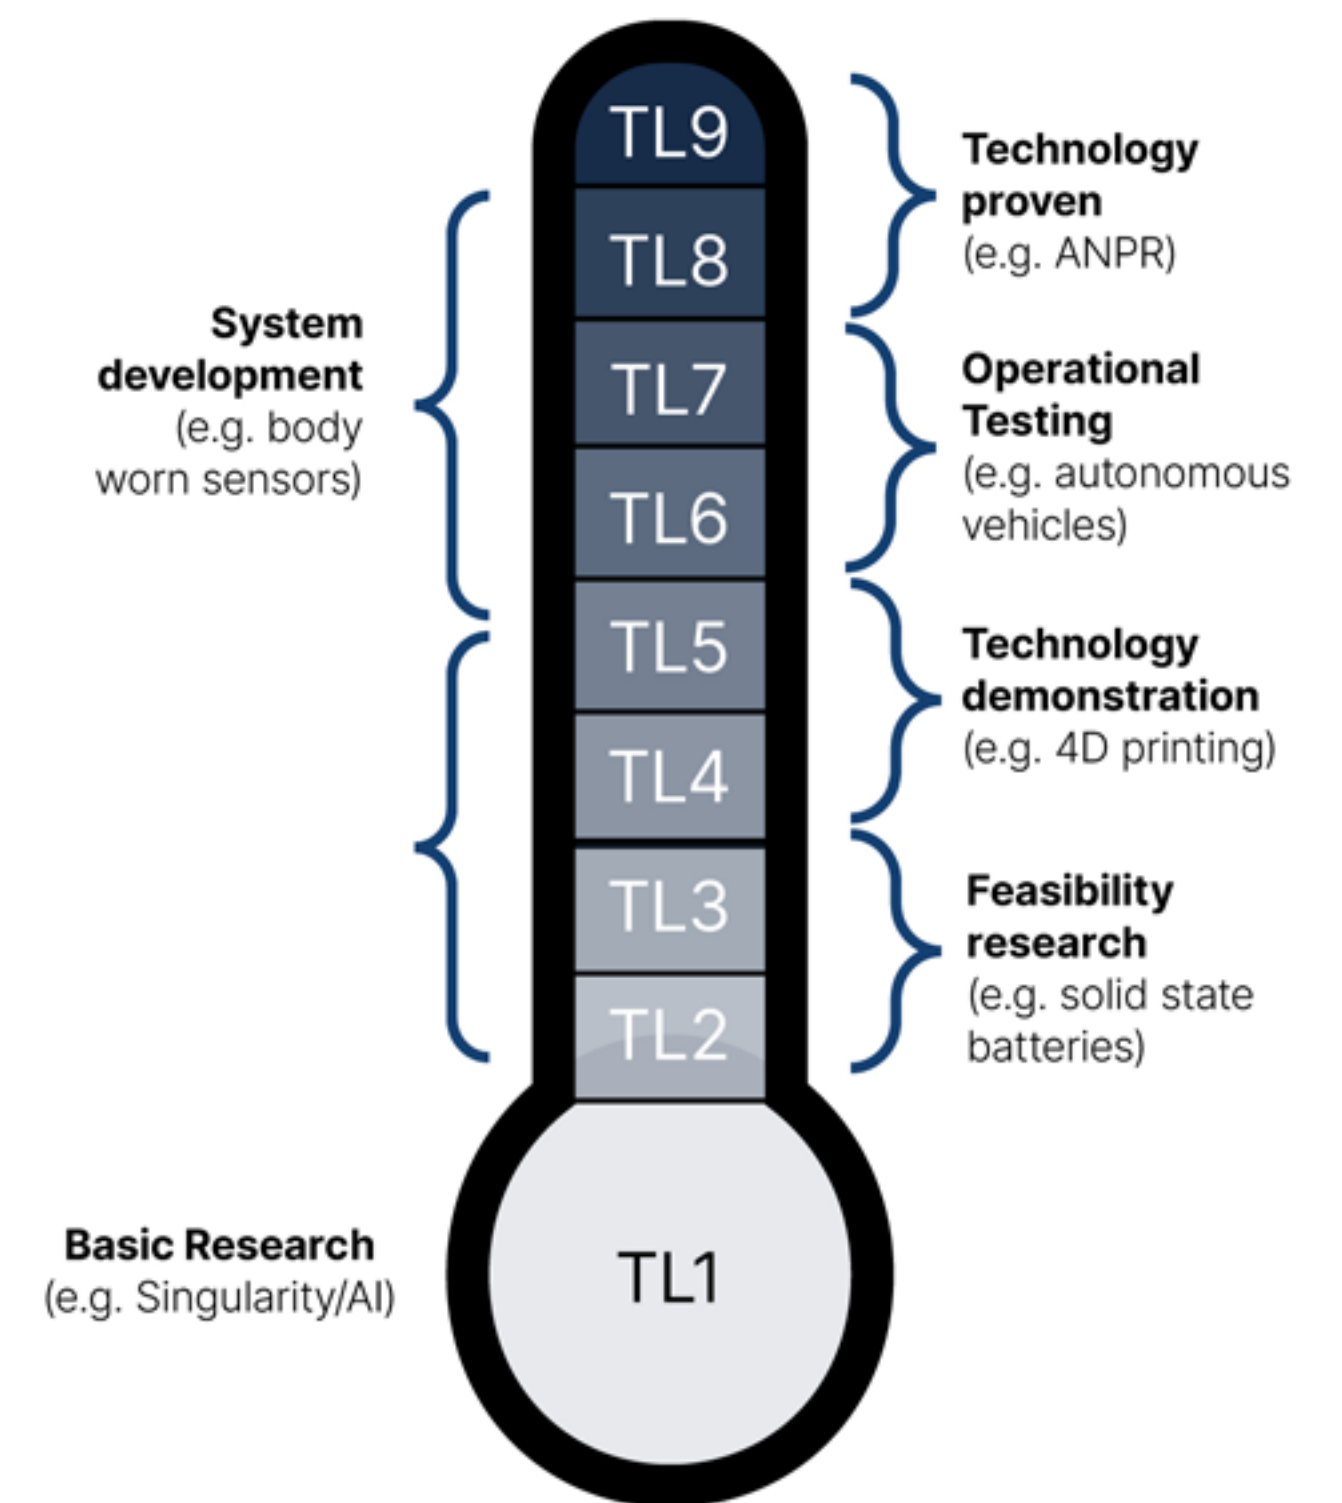 TL9
TL8
TL7
TL6
TL5
TL4
TL3
TL2
TL1
System
development
(e.g. body
worn sensors)
Basic Research
(e.g. Singularity/AI)
Technology
proven
(e.g. ANPR)
Operational
Testing
(e.g. autonomous
vehicles)
Technology
demonstration
(e.g. 4D printing)
Feasibility
research
(e.g. solid state
batteries)